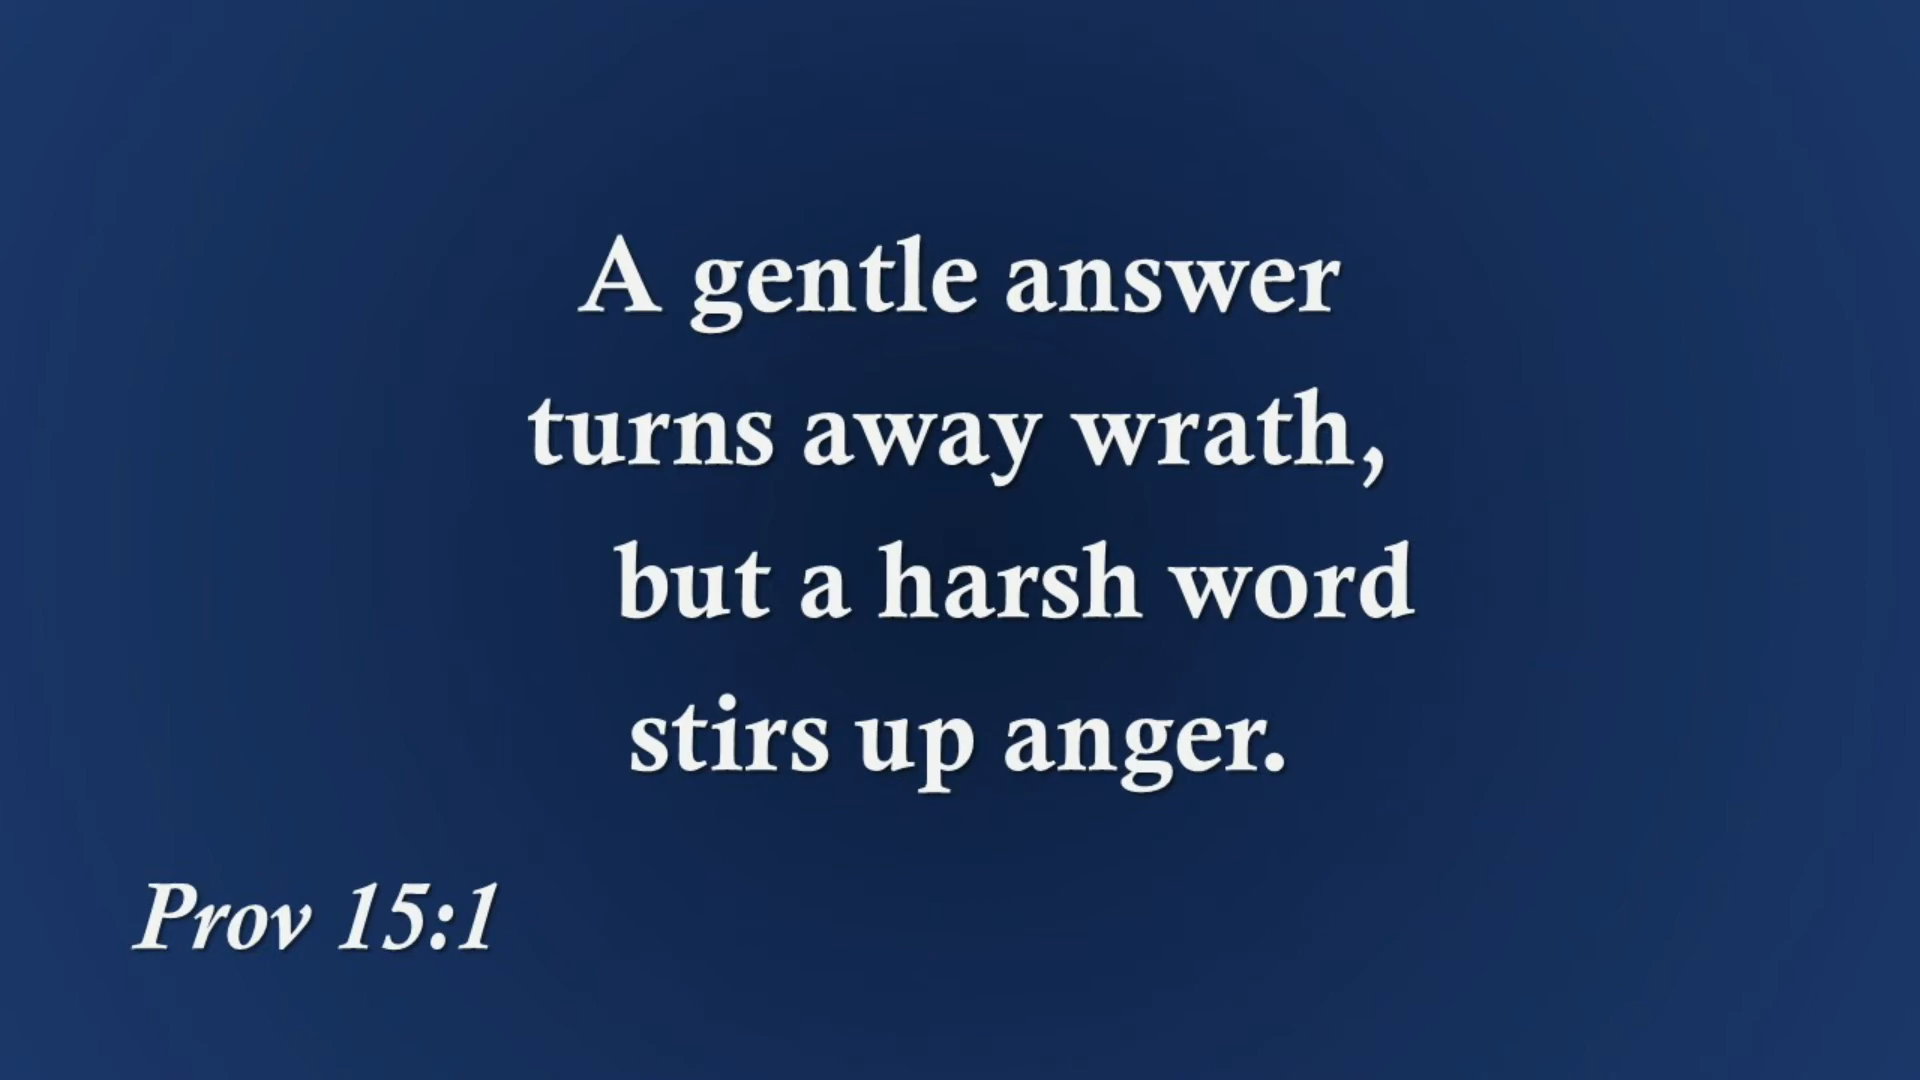 A gentle answer
turns away wrath,
but a harsh word
stirs up anger.
Prov 15:1